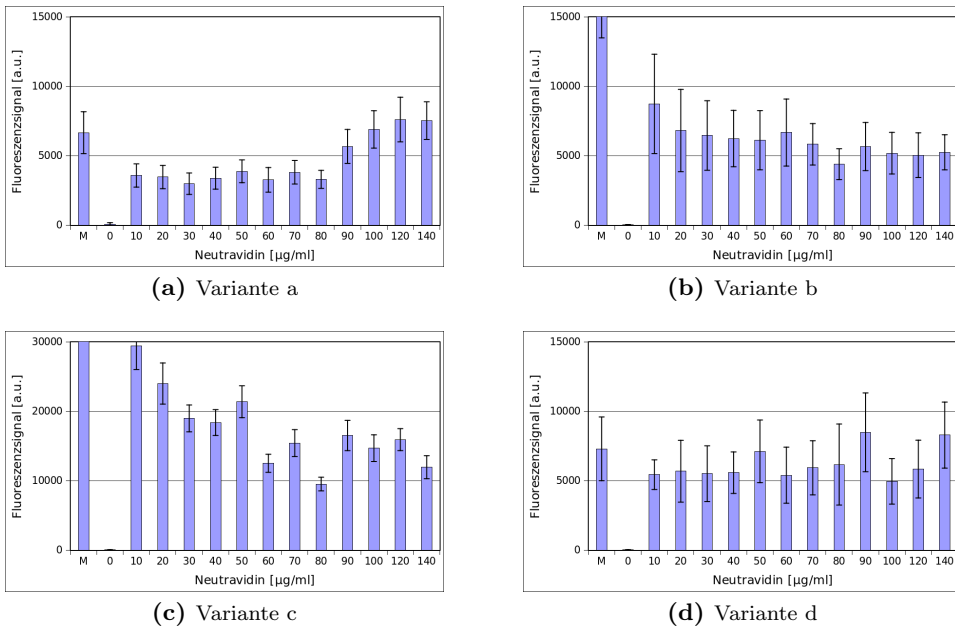 15000
10000
5000
0
Fluoreszenzsignal [a.u.]
M 0 10 20 30 40 50 60 70 80 90 100 120 140
Neutravidin [µg/ml]
(a) Variante a
15000
10000
5000
0
Fluoreszenzsignal [a.u.]
M 0 10 20 30 40 50 60 70 80 90 100 120 140
Neutravidin [µg/ml]
(b) Variante b
30000
20000
10000
0
Fluoreszenzsignal [a.u.]
M 0 10 20 30 40 50 60 70 80 90 100 120 140
Neutravidin [µg/ml]
(c) Variante c
15000
10000
5000
0
Fluoreszenzsignal [a.u.]
M 0 10 20 30 40 50 60 70 80 90 100 120 140
Neutravidin [µg/ml]
(d) Variante d